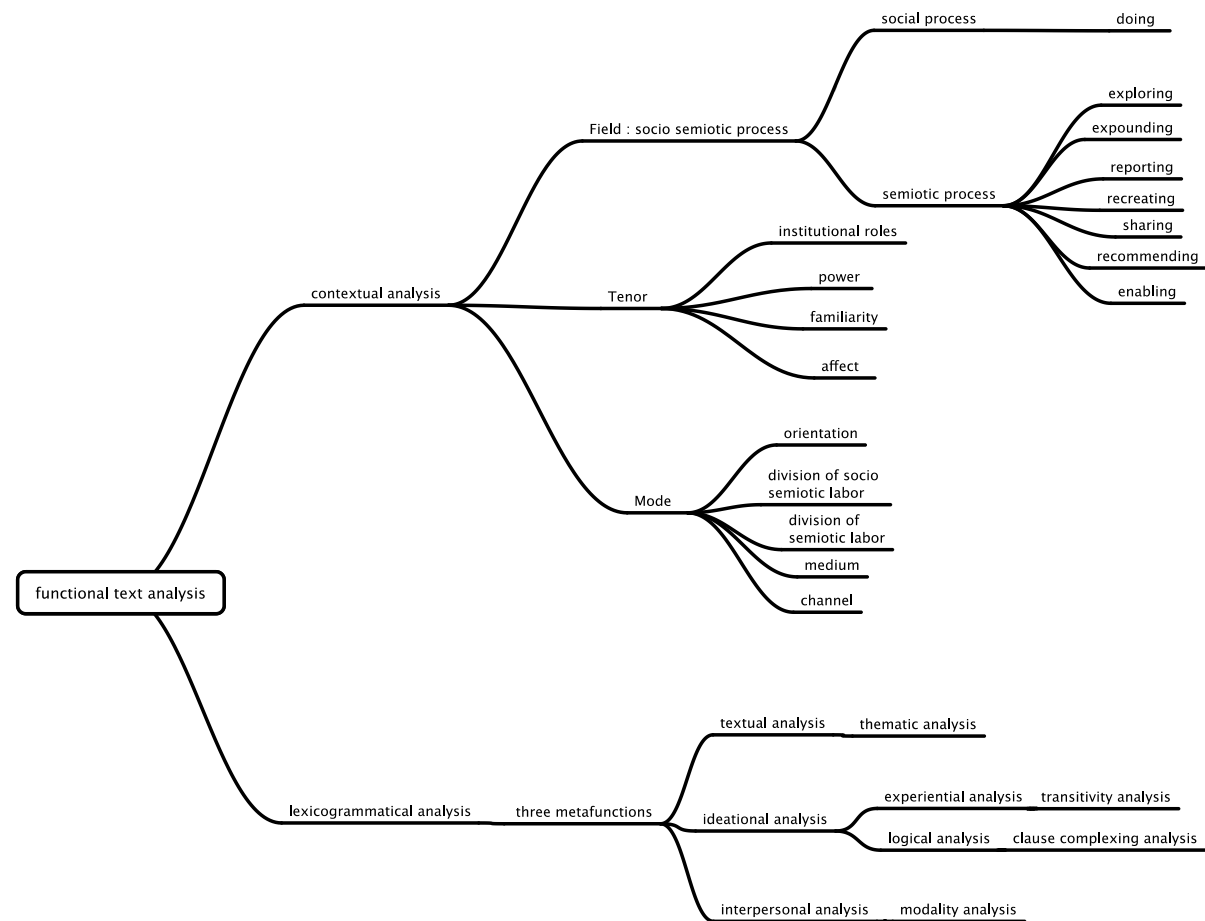 social process
doing
exploring
Field : socio semiotic process
expounding
reporting
semiotic process
recreating
sharing
recommending
enabling
institutional roles
contextual analysis
Tenor
power
familiarity
affect
orientation
Mode
division of socio
semiotic labor
division of
semiotic labor
medium
channel
functional text analysis
textual analysis
thematic analysis
lexicogrammatical analysis
three metafunctions
ideational analysis
experiential analysis
transitivity analysis
logical analysis
clause complexing analysis
interpersonal analysis
modality analysis